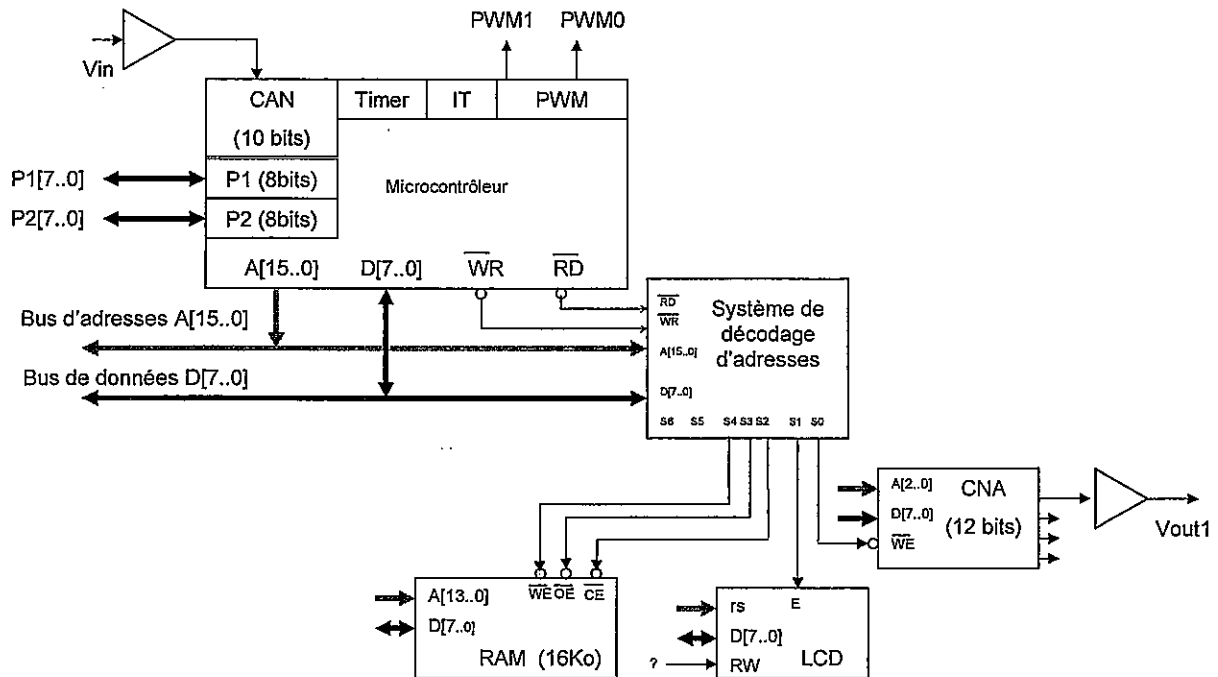 PWM1 PWM0
Vin
CAN
(10 bits)
Timer
IT
PWM
P1[7..0]
P1 (8bits)
Microcontrôleur
P2[7..0]
P2 (8bits)
A[15..0] D[7..0] WR RD
Bus d'adresses A[15..0]
Bus de données D[7..0]
RD
WR
A[15..0]
D[7..0]
Système de
décodage
d'adresses
S6 S5 S4 S3 S2 S1 S0
A[2..0]
D[7..0]
WE
CNA
(12 bits)
Vout1
A[13..0]
D[7..0]
WE OE CE
RAM (16Ko)
rs
E
D[7..0]
? RW
LCD